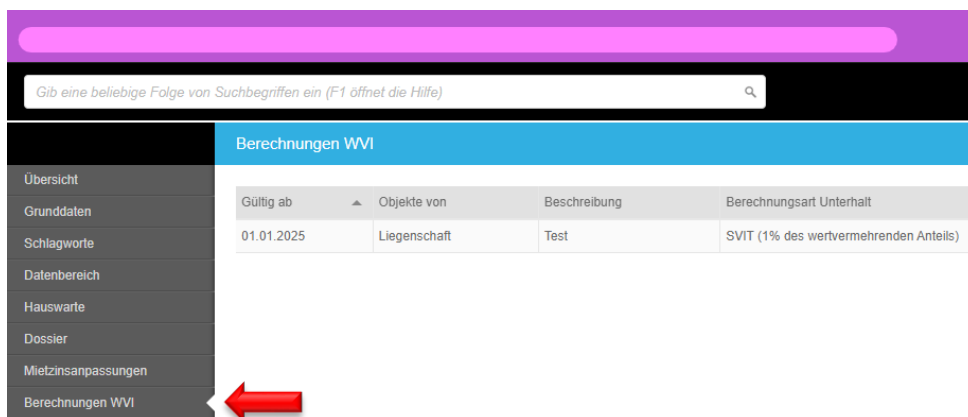 Gib eine beliebige Folge von Suchbegriffen ein (F1 öffnet die Hilfe)
Berechnungen WVI
Übersicht
Grunddaten
Schlagworte
Datenbereich
Hauswarte
Dossier
Mietzinsanpassungen
Berechnungen WVI
Gültig ab Objekte von Beschreibung Berechnungsart Unterhalt
01.01.2025 Liegenschaft Test SVIT (1% des wertvermehrenden Anteils)